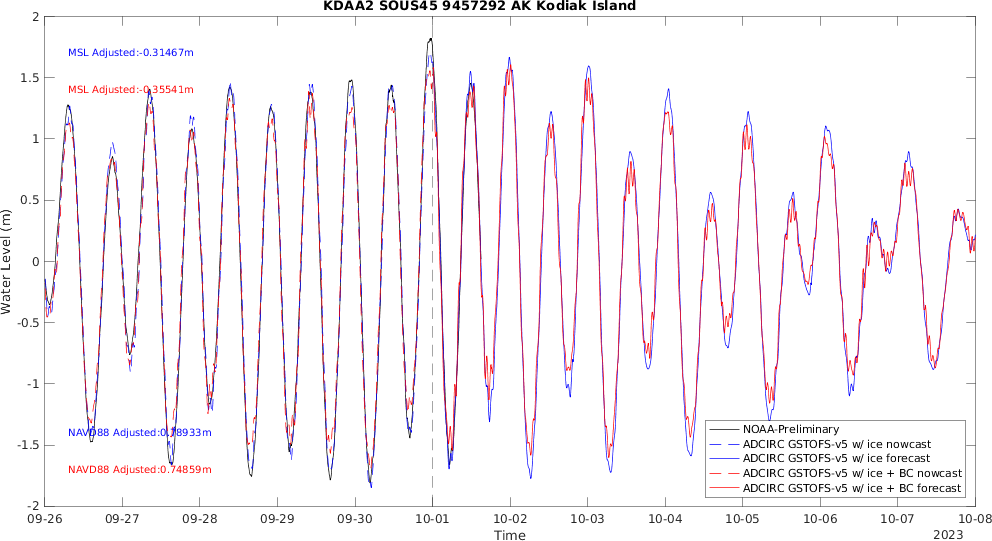 KDAA2 SOUS45 9457292 AK Kodiak Island
2
1.5
1
0.5
0
-0.5
-1
-1.5
-2
Water Level (m)
MSL Adjusted:-0.31467m
MSL Adjusted:-0.35541m
NAVD88 Adjusted:0.78933m
NAVD88 Adjusted:0.74859m
NOAA-Preliminary
ADCIRC GSTOFS-v5 w/ ice nowcast
ADCIRC GSTOFS-v5 w/ ice forecast
ADCIRC GSTOFS-v5 w/ ice + BC nowcast
ADCIRC GSTOFS-v5 w/ ice + BC forecast
09-26 09-27 09-28 09-29 09-30 10-01 10-02 10-03 10-04 10-05 10-06 10-07 10-08
Time
2023